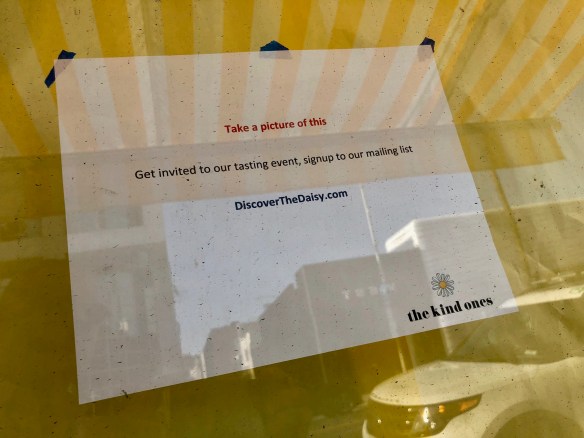 Take a picture of this
Get invited to our tasting event, signup to our mailing list
DiscoverTheDaisy.com
the kind ones